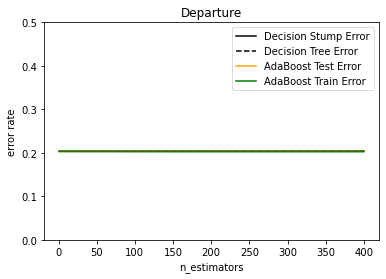 Departure
Decision Stump Error
Decision Tree Error
AdaBoost Test Error
AdaBoost Train Error
error rate
0.5
0.4
0.3
0.2
0.1
0.0
0 50 100 150 200 250 300 350 400
n_estimators